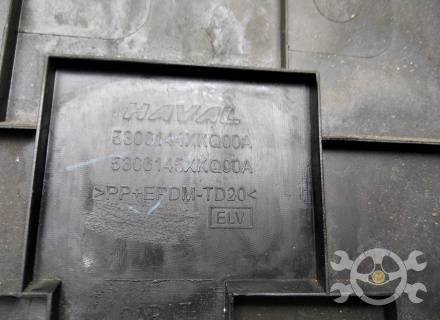 HAVAL
5306144XKQ00A
5306145XKQ00A
>PP+EPDM-TD20<
ELV